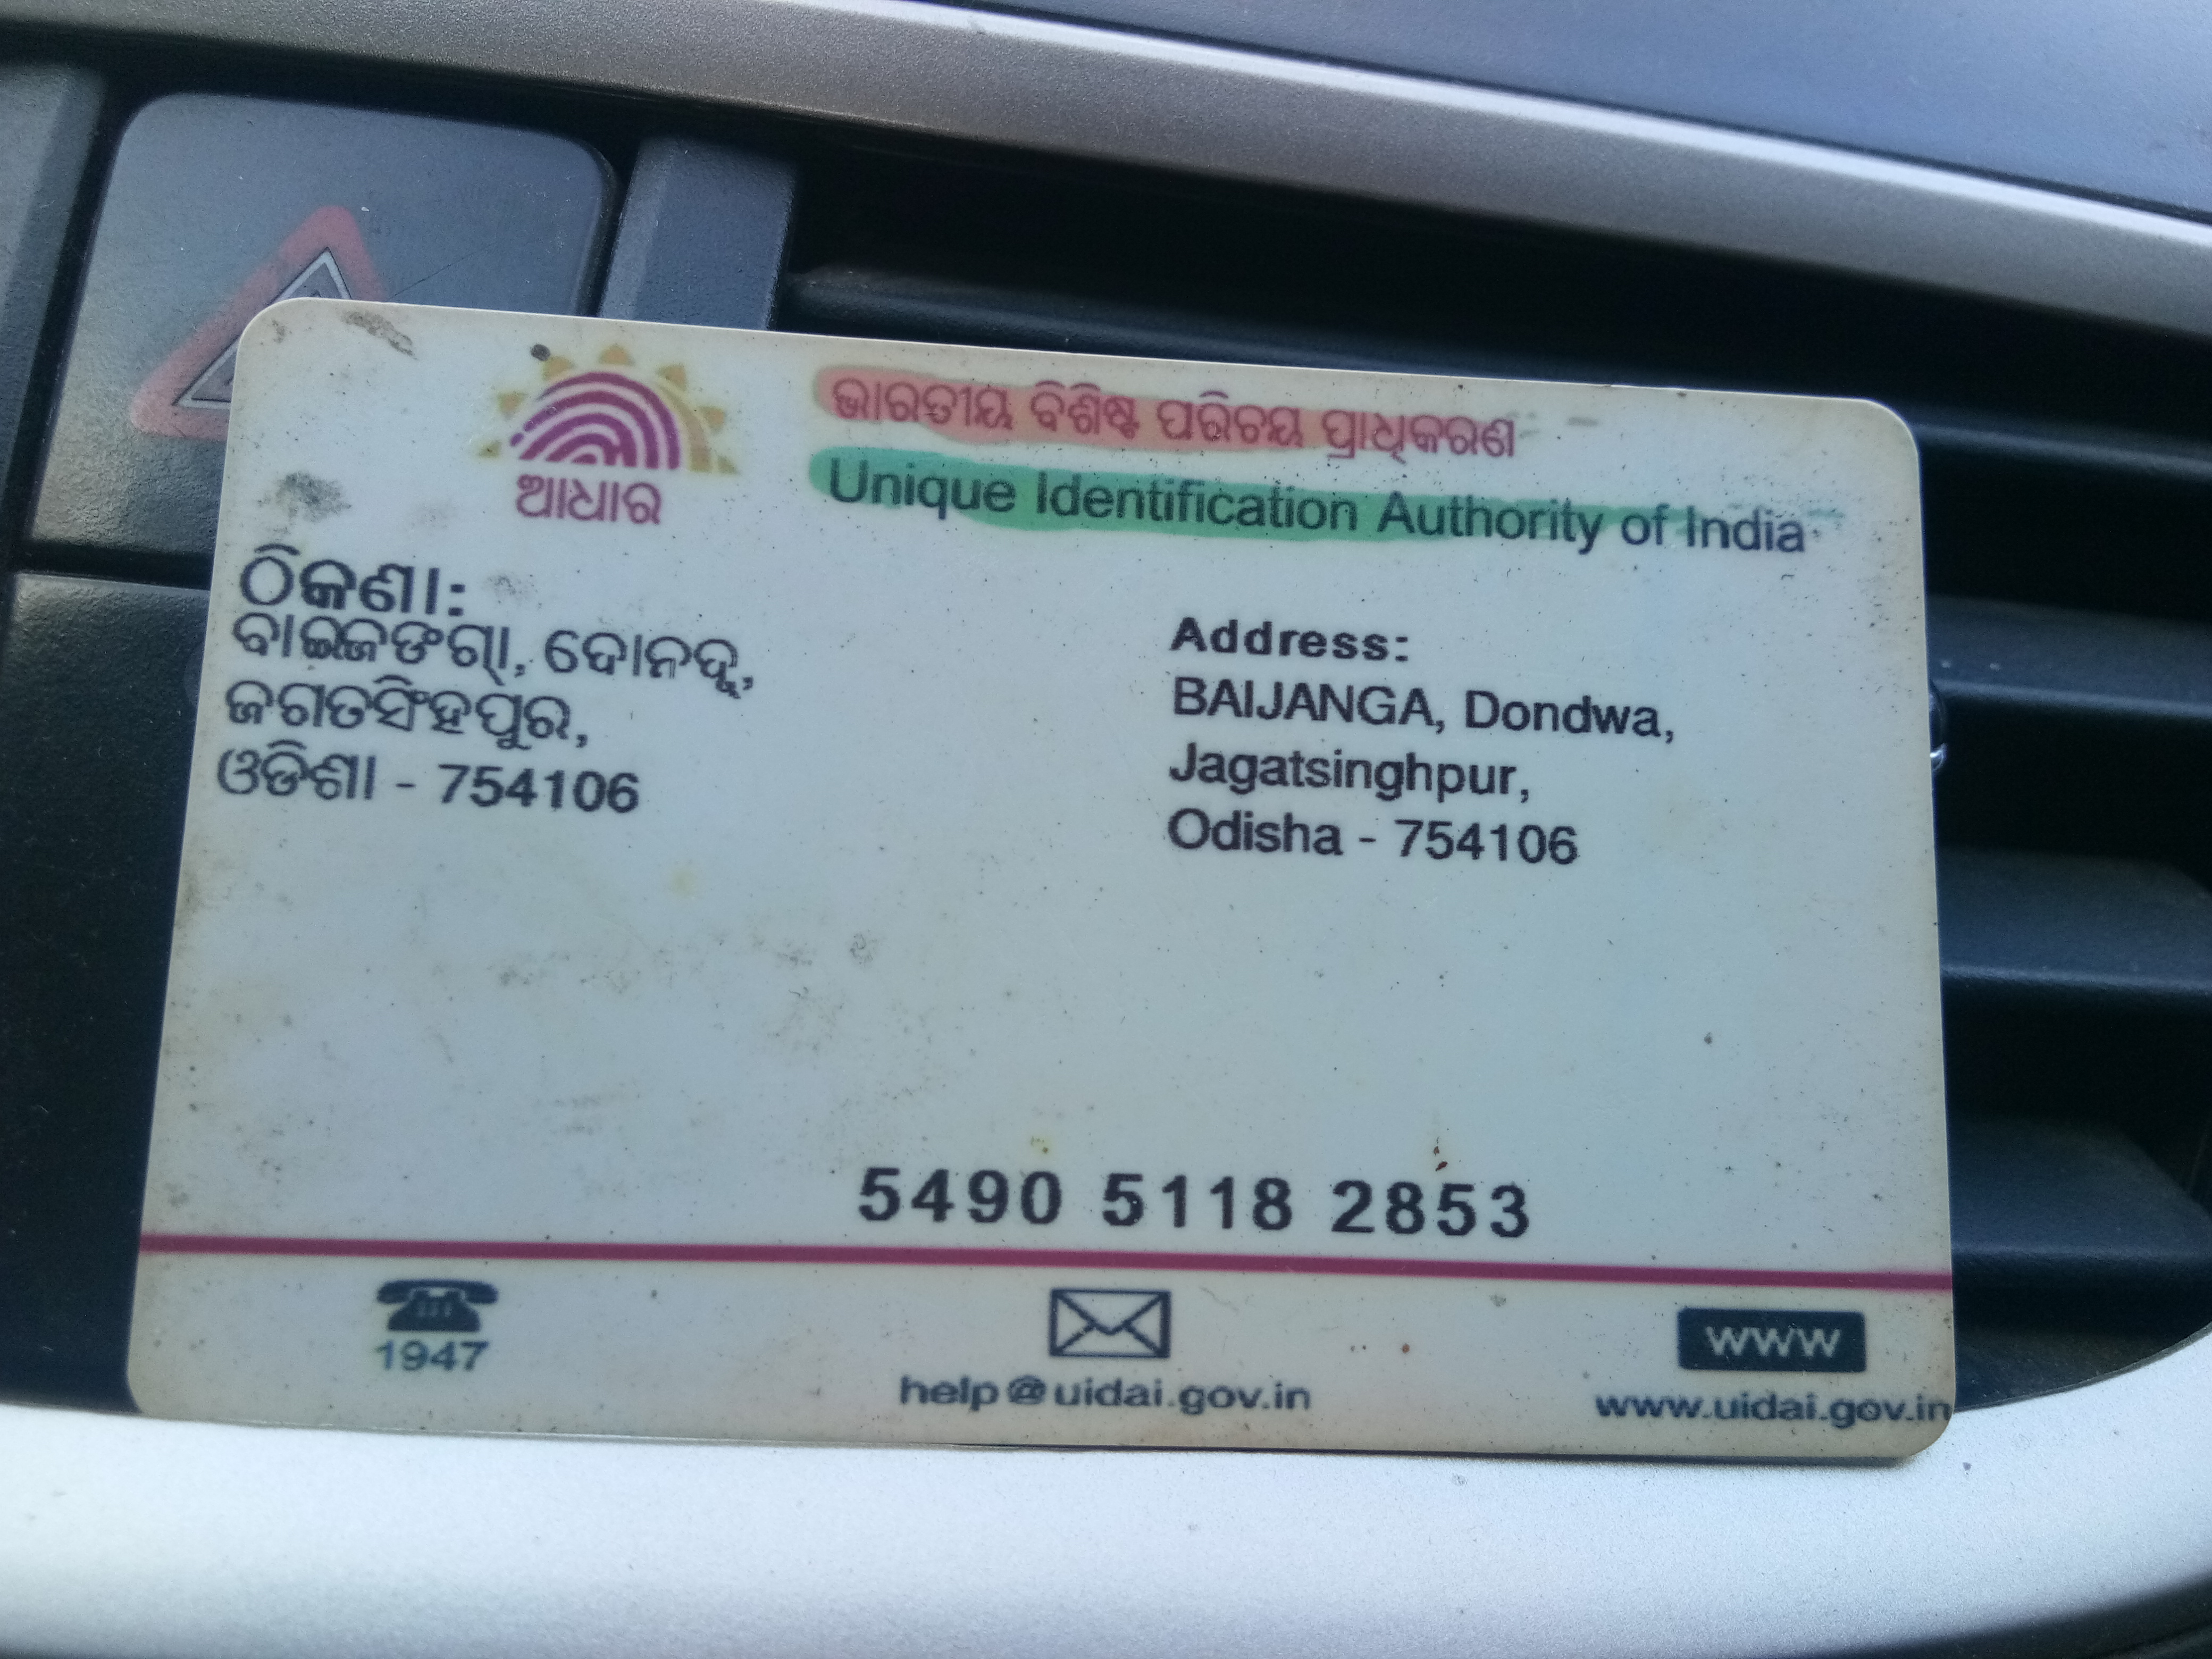 ଭାରତୀୟ ବିଶିଷ୍ଟ ପରିଚୟ ପ୍ରାଧିକରଣ
Unique Identification Authority of India
ଆଧାର
ଠିକଣା:
ବାଇଜଙ୍ଗା, ଦୋନଦ୍ୱ,
ଜଗତସିଂହପୁର,
ଓଡିଶା - 754106
Address:
BAIJANGA, Dondwa,
Jagatsinghpur,
Odisha - 754106
5490 5118 2853
1947
help@uidai.gov.in
www
www.uidai.gov.in